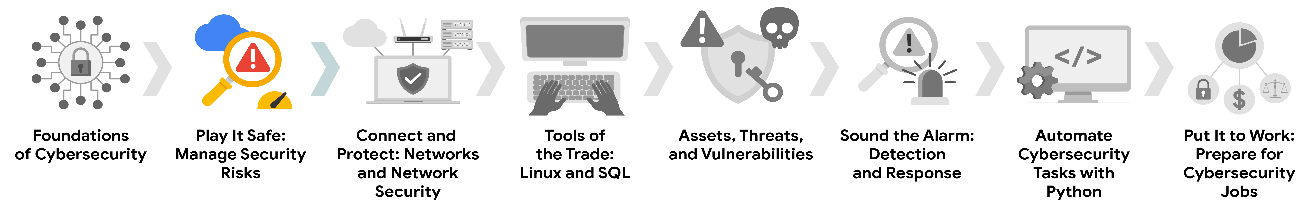 Foundations
of Cybersecurity
Play It Safe:
Manage Security
Risks
Connect and
Protect: Networks
and Network
Security
Tools of
the Trade:
Linux and SQL
Assets, Threats,
and Vulnerabilities
Sound the Alarm:
Detection
and Response
</>
Automate
Cybersecurity
Tasks with
Python
$
Put It to Work:
Prepare for
Cybersecurity
Jobs